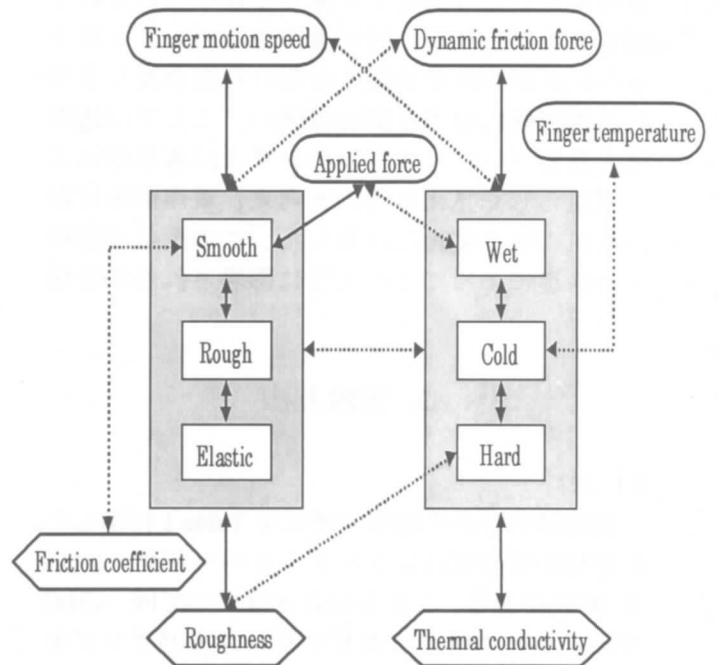 Finger motion speed
Dynamic friction force
Finger temperature
Applied force
Smooth
Wet
Rough
Cold
Elastic
Hard
Friction coefficient
Roughness
Thermal conductivity